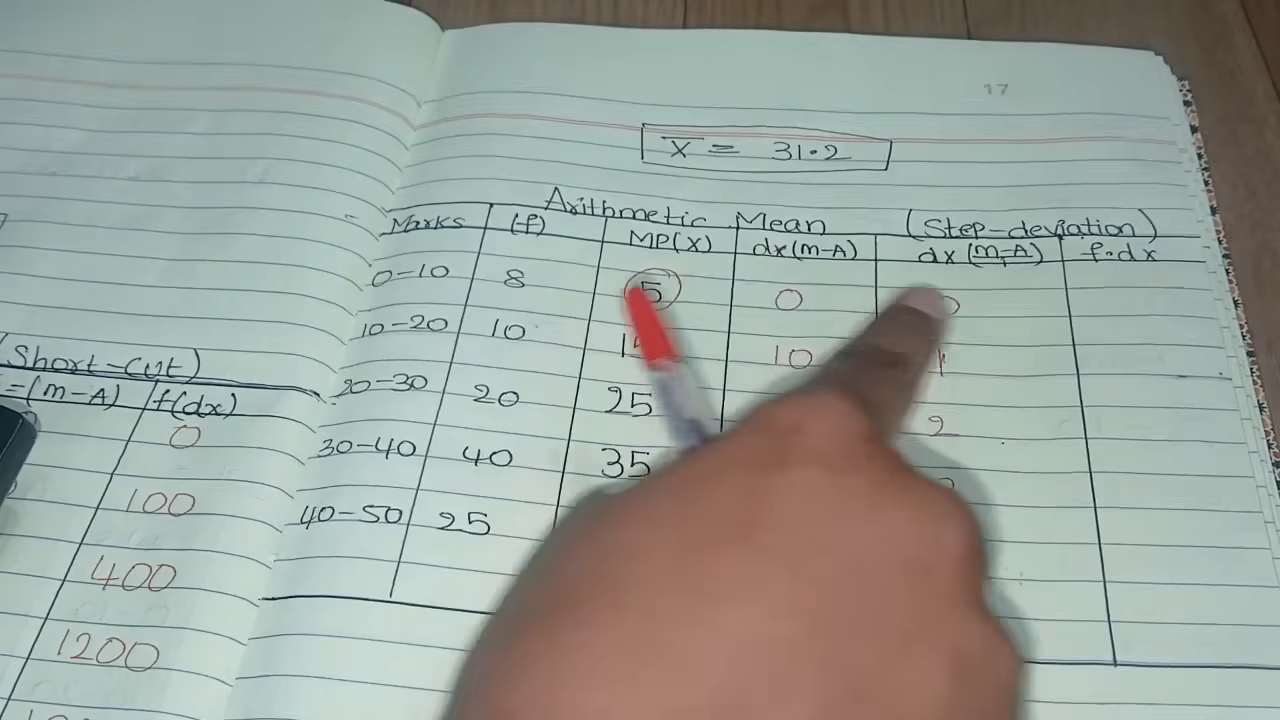 17
X̄ = 31.2
Arithmetic Mean (Step-deviation)
Marks (f) MP(X) dx(m-A) dx(m-A) f.dx
0-10 8 5 0
10-20 10 10 1
20-30 20 25 2
30-40 40 35
40-50 25
(Short-cut)
=(m-A) f(dx)
0
100
400
1200